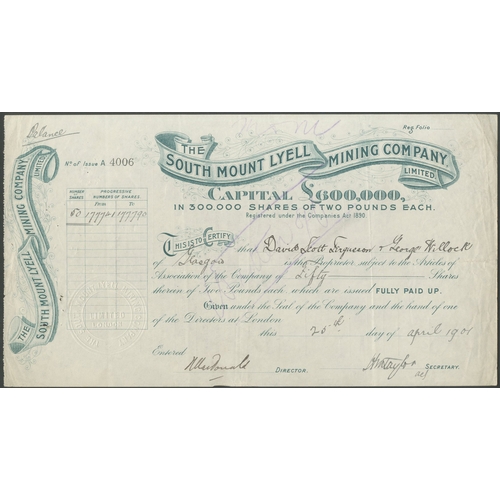 Balance
Reg. Folio
THE
SOUTH MOUNT LYELL MINING COMPANY
LIMITED.
No of Issue A 4006
CAPITAL £600,000,
IN 300,000 SHARES OF TWO POUNDS EACH.
Registered under the Companies Act 1890.
NUMBER OF SHARES. PROGRESSIVE NUMBERS OF SHARES.
From To
50
THIS IS TO CERTIFY that David Scott Ferguson & George Willock
of Glasgow is the Proprietor subject to the Articles of
Association of the Company of Fifty Shares
therein of Two Pounds each, which are issued FULLY PAID UP.
Given under the Seal of the Company and the hand of one
of the Directors at London
this 25th day of april 1901
Entered
DIRECTOR. SECRETARY.
THE SOUTH MOUNT LYELL MINING COMPANY LIMITED.